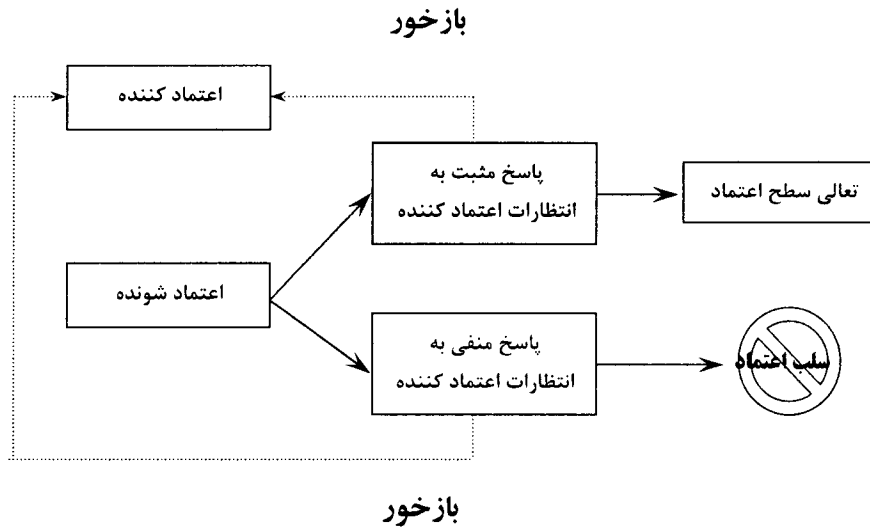 بازخور
اعتماد کننده
پاسخ مثبت به
انتظارات اعتماد کننده
تعالی سطح اعتماد
اعتماد شونده
پاسخ منفی به
انتظارات اعتماد کننده
سلب اعتماد
بازخور